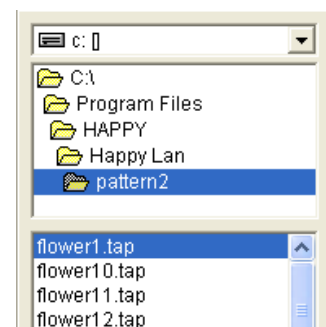 c: []
C:\
Program Files
HAPPY
Happy Lan
pattern2
flower1.tap
flower10.tap
flower11.tap
flower12.tap